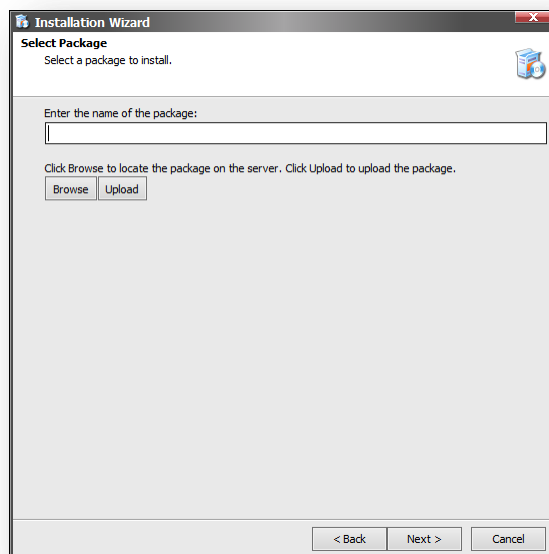 Installation Wizard
Select Package
Select a package to install.
Enter the name of the package:
Click Browse to locate the package on the server. Click Upload to upload the package.
Browse Upload
< Back Next > Cancel